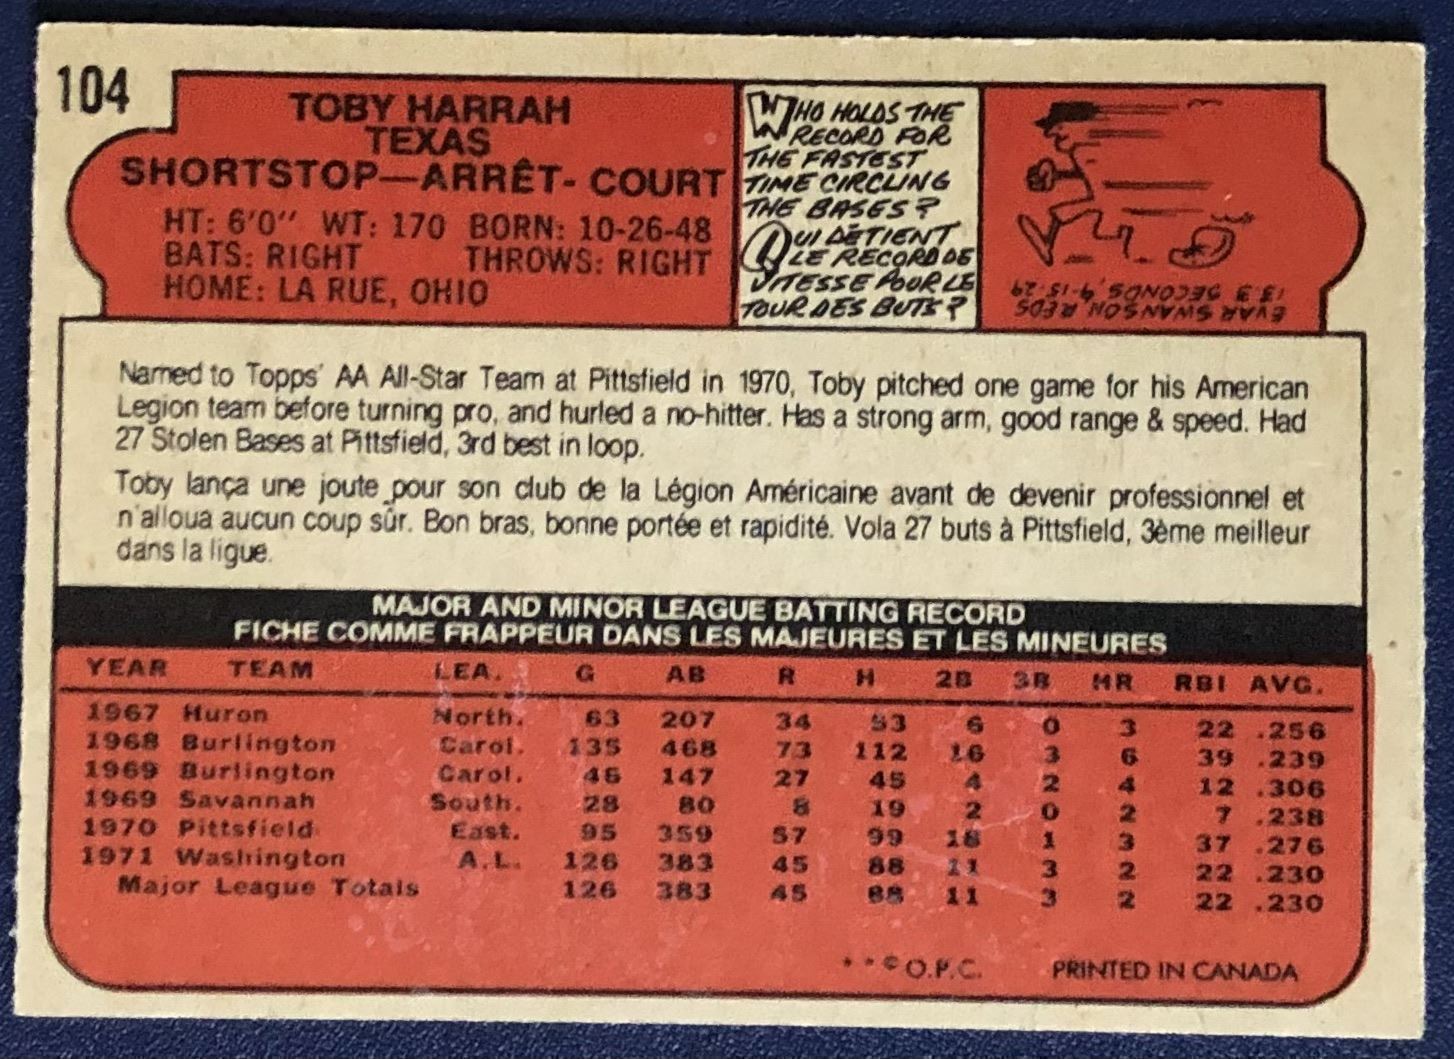 104
TOBY HARRAH
TEXAS
SHORTSTOP—ARRÊT- COURT
HT: 6'0" WT: 170 BORN: 10-26-48
BATS: RIGHT THROWS: RIGHT
HOME: LA RUE, OHIO
WHO HOLDS THE
RECORD FOR
THE FASTEST
TIME CIRCLING
THE BASES?
QUI DÉTIENT
LE RECORD DE
VITESSE POUR LE
TOUR DES BUTS?
EVAR SWANSON, REDS
13.3 SECONDS, 9-15-29
Named to Topps' AA All-Star Team at Pittsfield in 1970, Toby pitched one game for his American
Legion team before turning pro, and hurled a no-hitter. Has a strong arm, good range & speed. Had
27 Stolen Bases at Pittsfield, 3rd best in loop.
Toby lança une joute pour son club de la Légion Américaine avant de devenir professionnel et
n'alloua aucun coup sûr. Bon bras, bonne portée et rapidité. Vola 27 buts à Pittsfield, 3ème meilleur
dans la ligue.
MAJOR AND MINOR LEAGUE BATTING RECORD
FICHE COMME FRAPPEUR DANS LES MAJEURES ET LES MINEURES
YEAR TEAM LEA. G AB R H 2B 3B HR RBI AVG.
1967 Huron North. 63 207 34 53 6 0 3 22 .256
1968 Burlington Carol. 135 468 73 112 16 3 6 39 .239
1969 Burlington Carol. 46 147 27 45 4 2 4 12 .306
1969 Savannah South. 28 80 8 19 2 0 2 7 .238
1970 Pittsfield East. 95 359 57 99 18 1 3 37 .276
1971 Washington A.L. 126 383 45 88 11 3 2 22 .230
Major League Totals 126 383 45 88 11 3 2 22 .230
* * © O.P.C. PRINTED IN CANADA